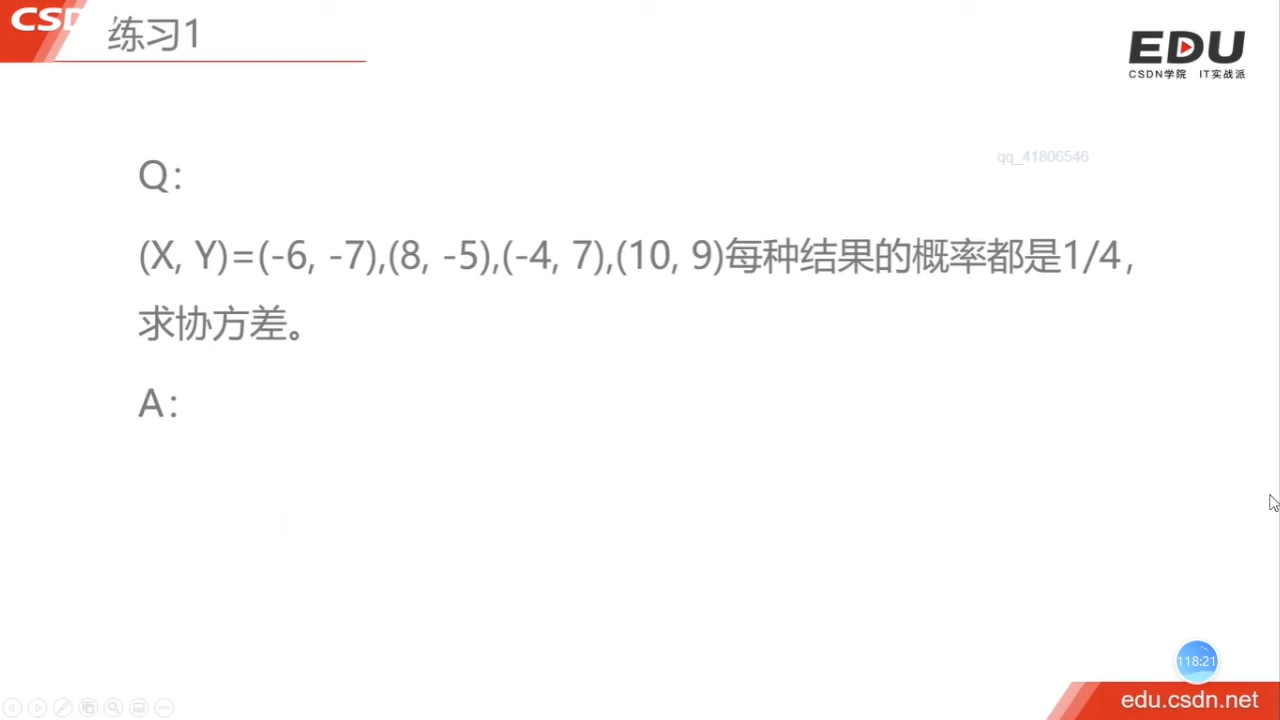 CSD
练习1
EDU
CSDN学院 IT实战派
qq_41806546
Q：
(X, Y)=(-6, -7),(8, -5),(-4, 7),(10, 9)每种结果的概率都是1/4，
求协方差。
A：
118:21
edu.csdn.net